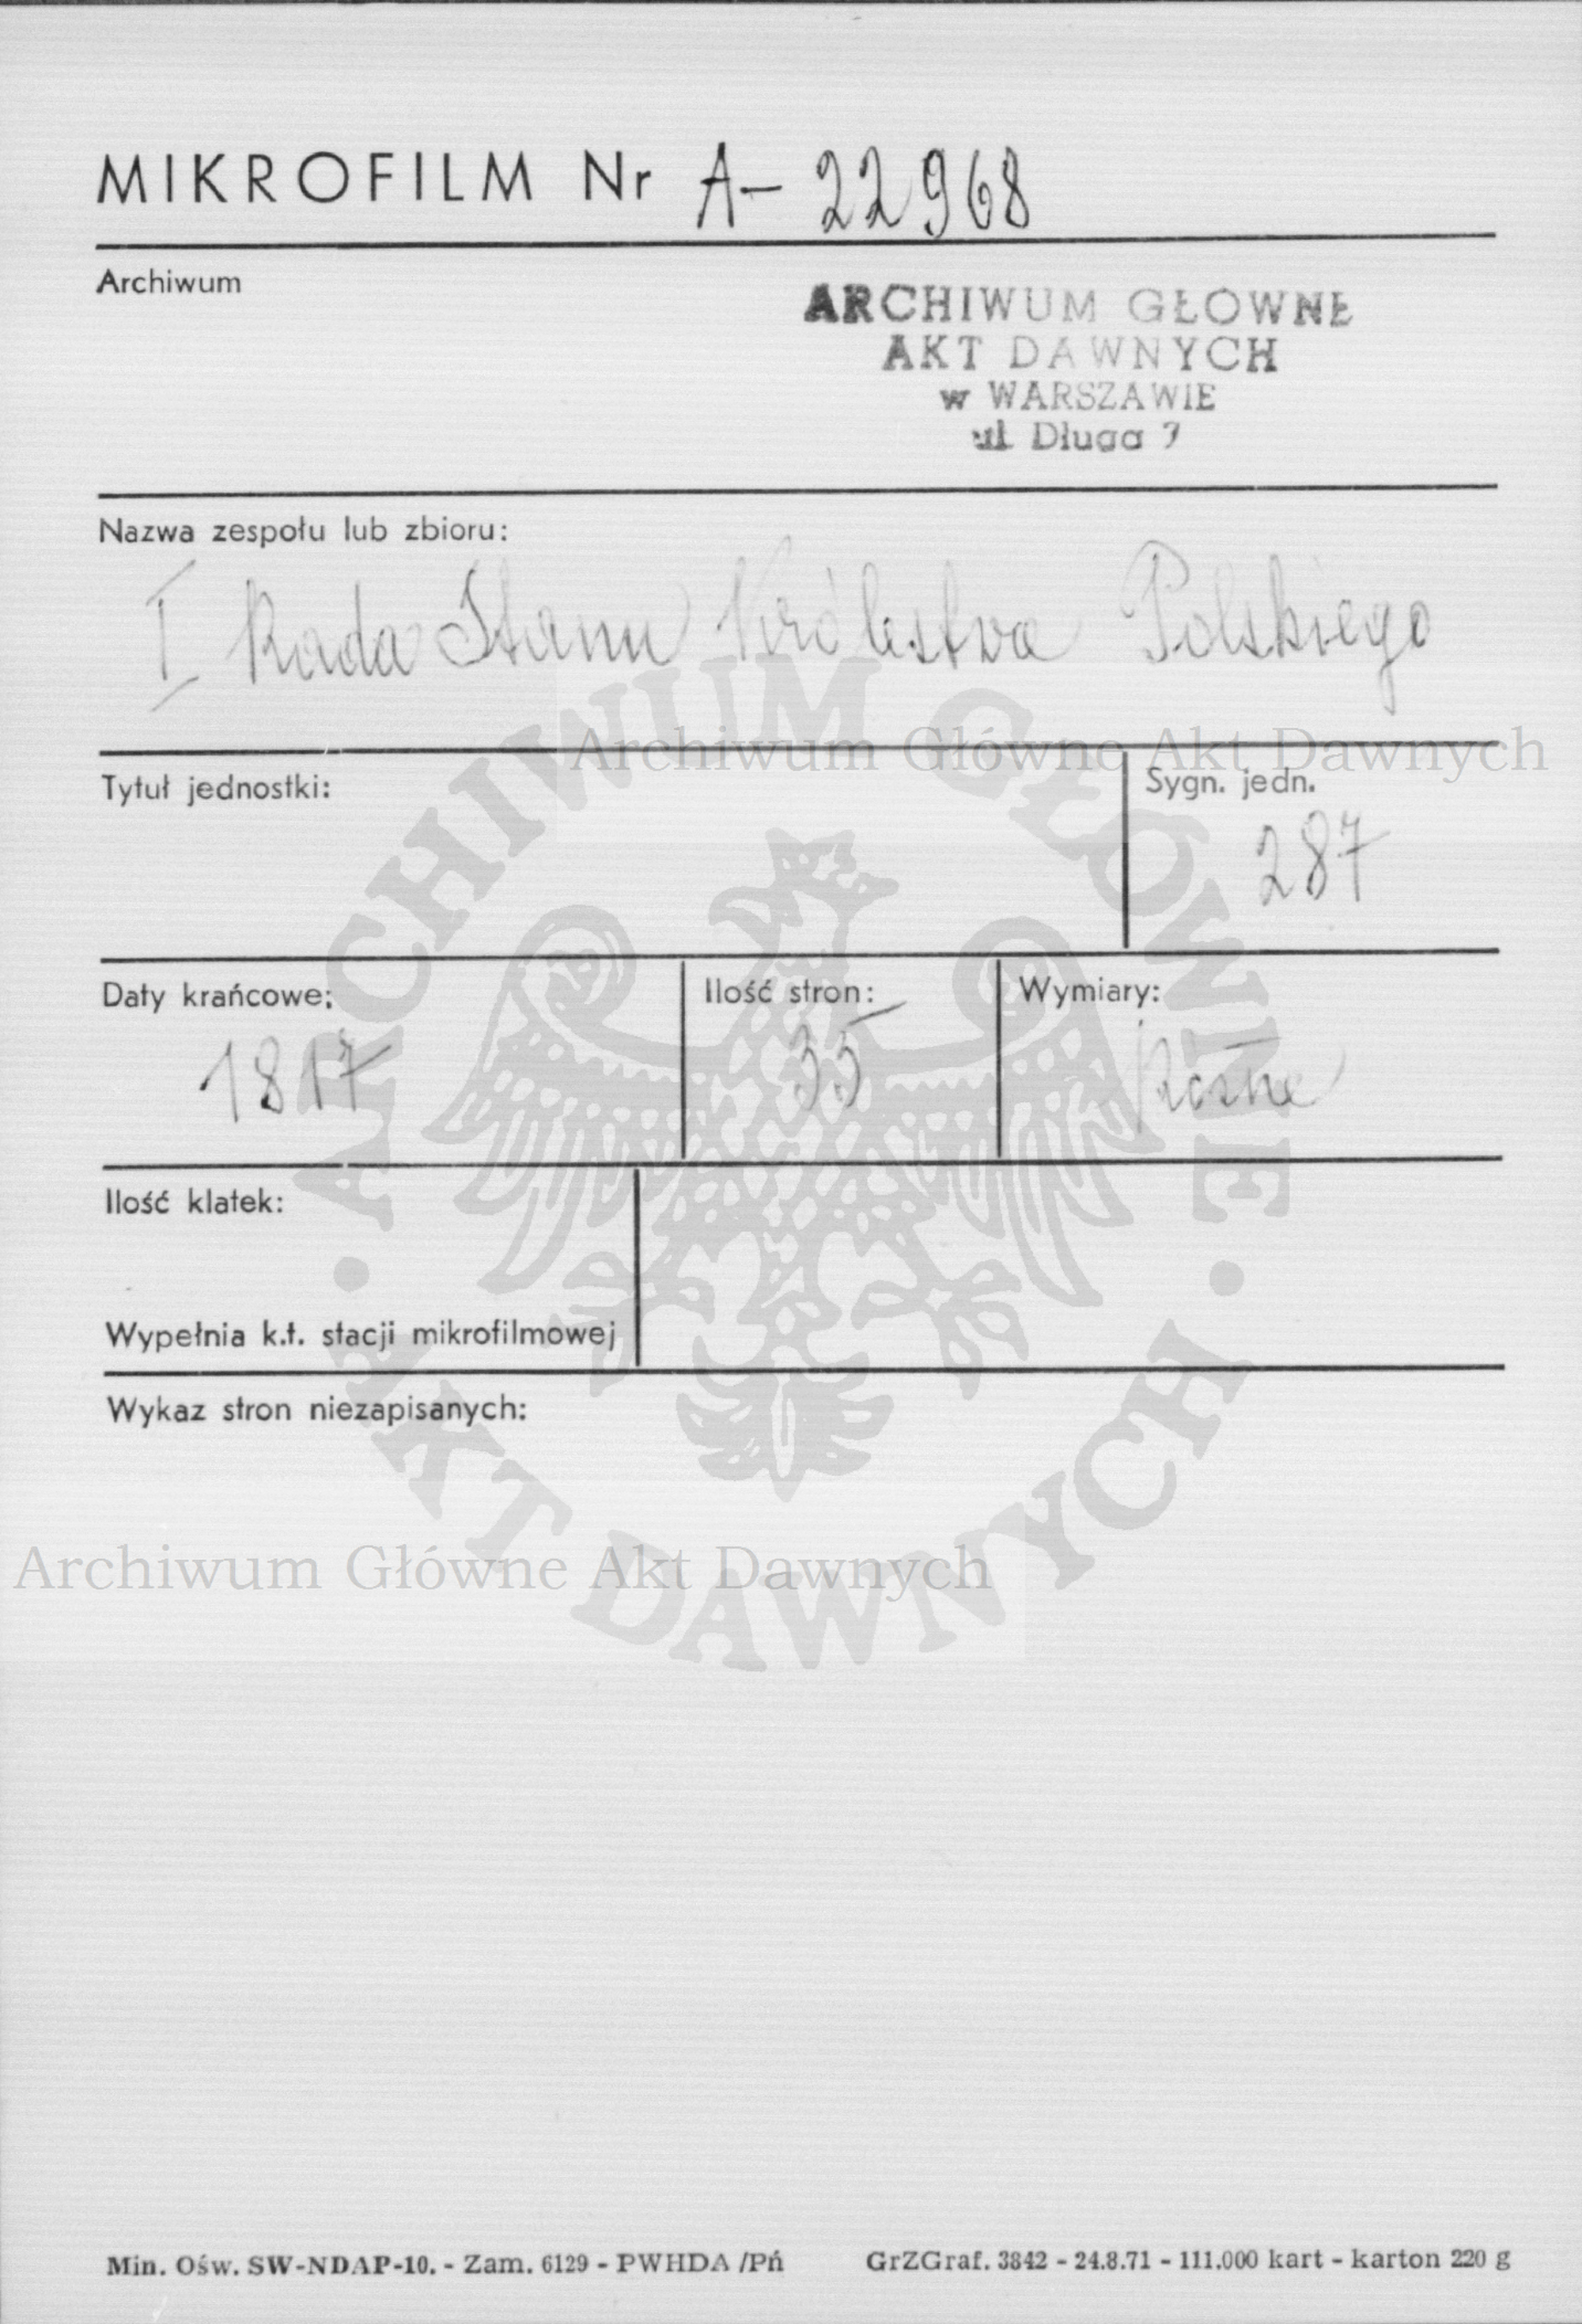 MIKROFILM Nr A-22968
Archiwum
ARCHIWUM GŁÓWNE
AKT DAWNYCH
w WARSZAWIE
ul. Długa 7
Nazwa zespołu lub zbioru:
I Rada Stanu Królestwa Polskiego
Archiwum Główne Akt Dawnych
Tytuł jednostki:
Sygn. jedn.
287
Daty krańcowe:
1817
Ilość stron:
35
Wymiary:
Różne
Ilość klatek:
Wypełnia k.t. stacji mikrofilmowej
Wykaz stron niezapisanych:
Archiwum Główne Akt Dawnych
ARCHIWUM GŁÓWNE • AKT DAWNYCH •
Min. Ośw. SW-NDAP-10. - Zam. 6129 - PWHDA /Pń
GrZGraf. 3842 - 24.8.71 - 111.000 kart - karton 220 g